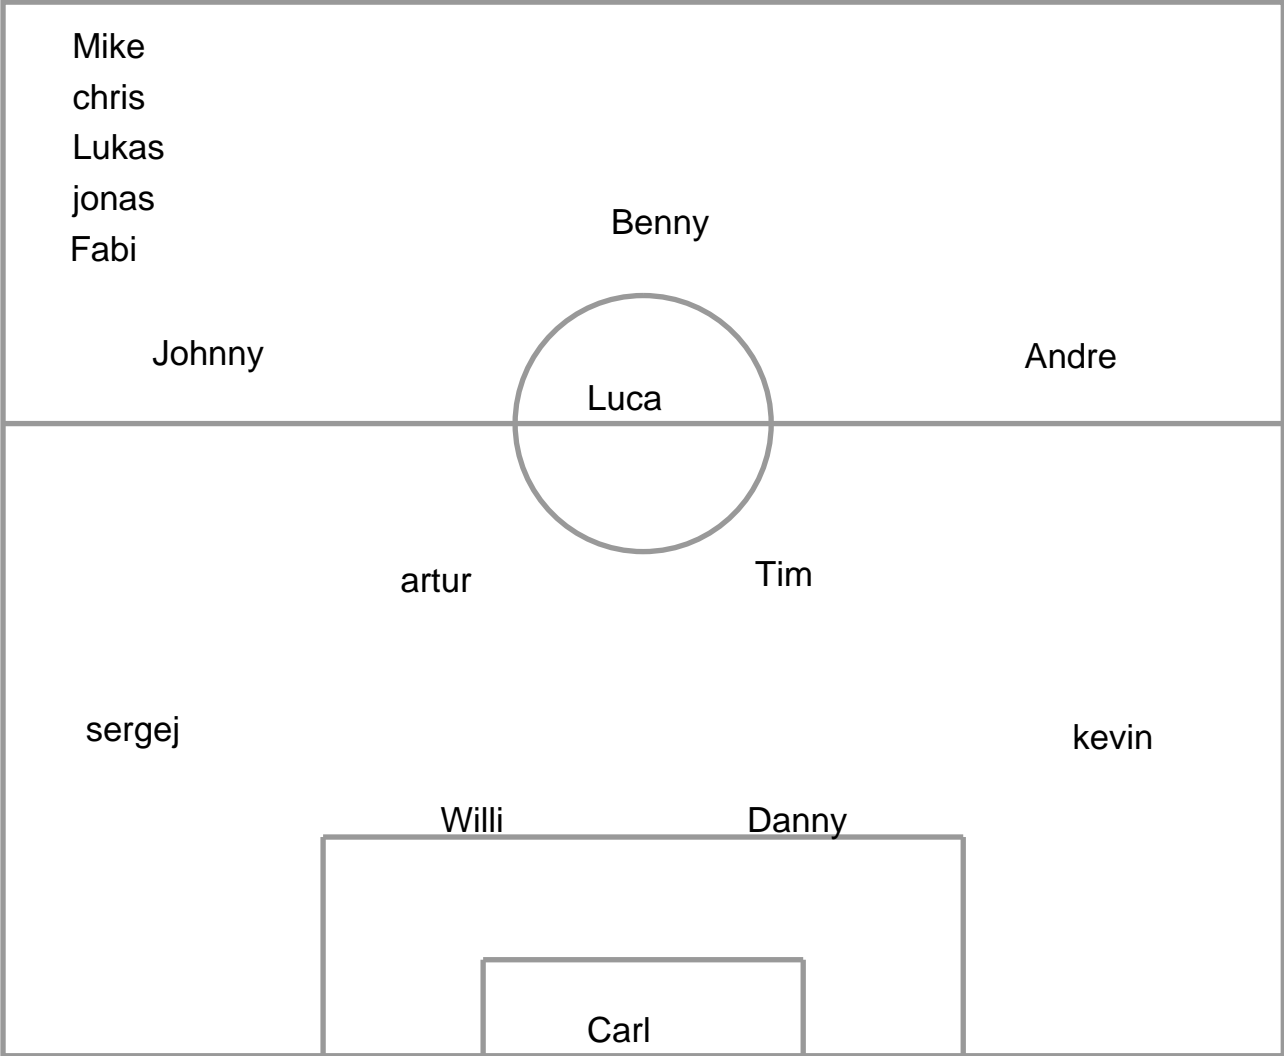 Mike
chris
Lukas
jonas
Fabi
Benny
Johnny
Andre
Luca
artur
Tim
sergej
kevin
Willi
Danny
Carl